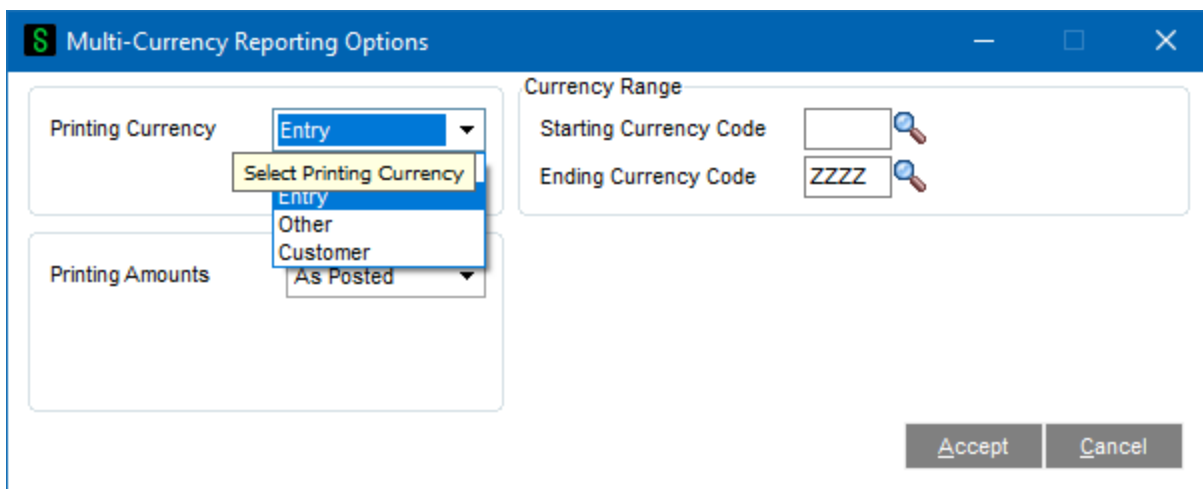 S Multi-Currency Reporting Options
Printing Currency
Entry
Select Printing Currency
Entry
Other
Customer
Printing Amounts
As Posted
Currency Range
Starting Currency Code
Ending Currency Code
ZZZZ
Accept
Cancel